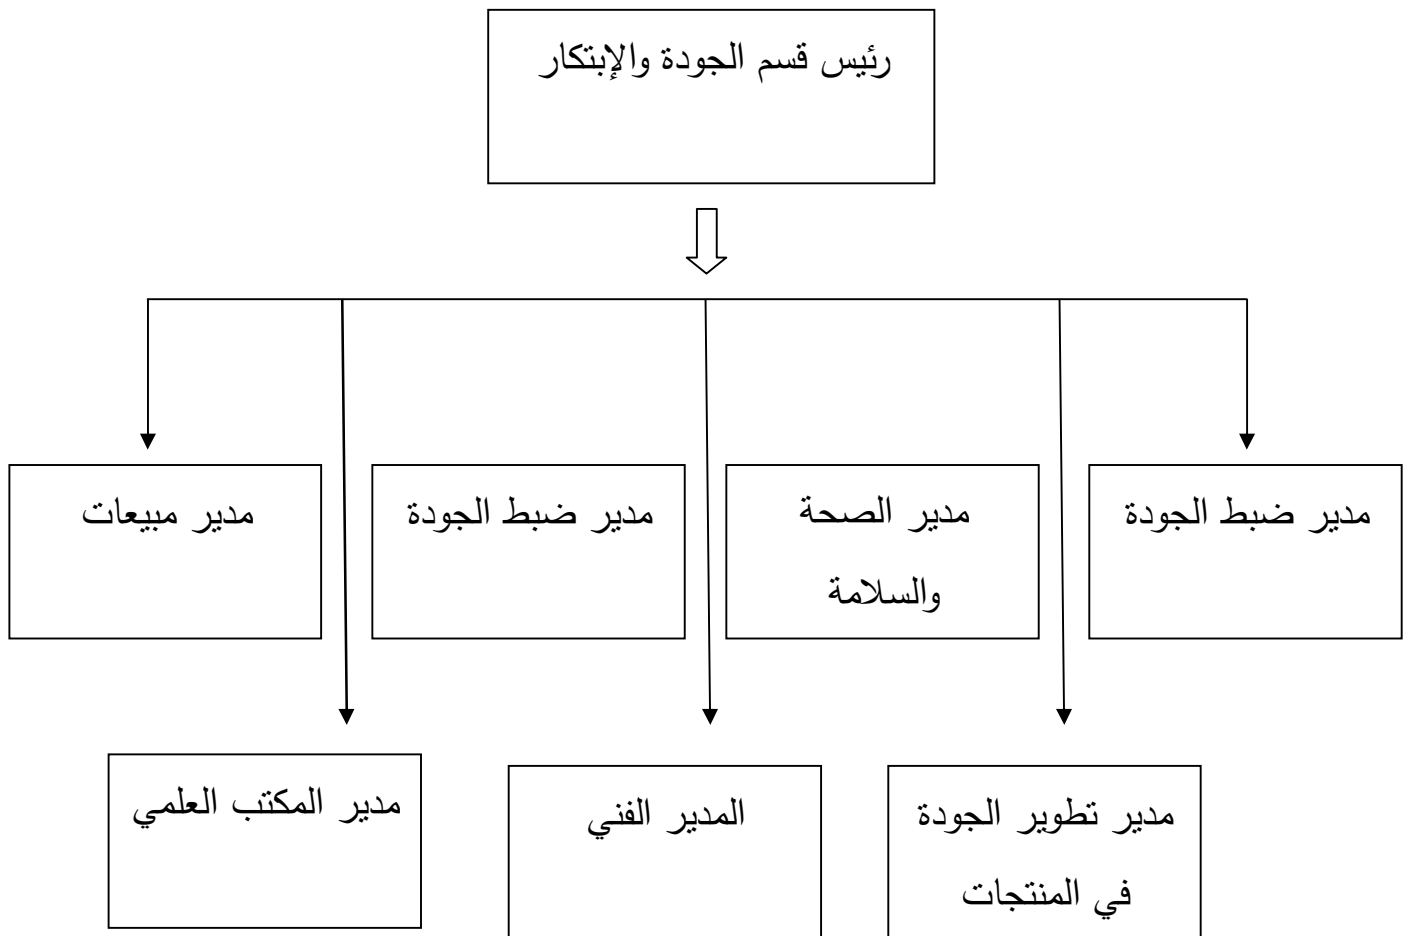 رئيس قسم الجودة والإبتكار
مدير ضبط الجودة
مدير الصحة
والسلامة
مدير ضبط الجودة
مدير مبيعات
مدير تطوير الجودة
في المنتجات
المدير الفني
مدير المكتب العلمي